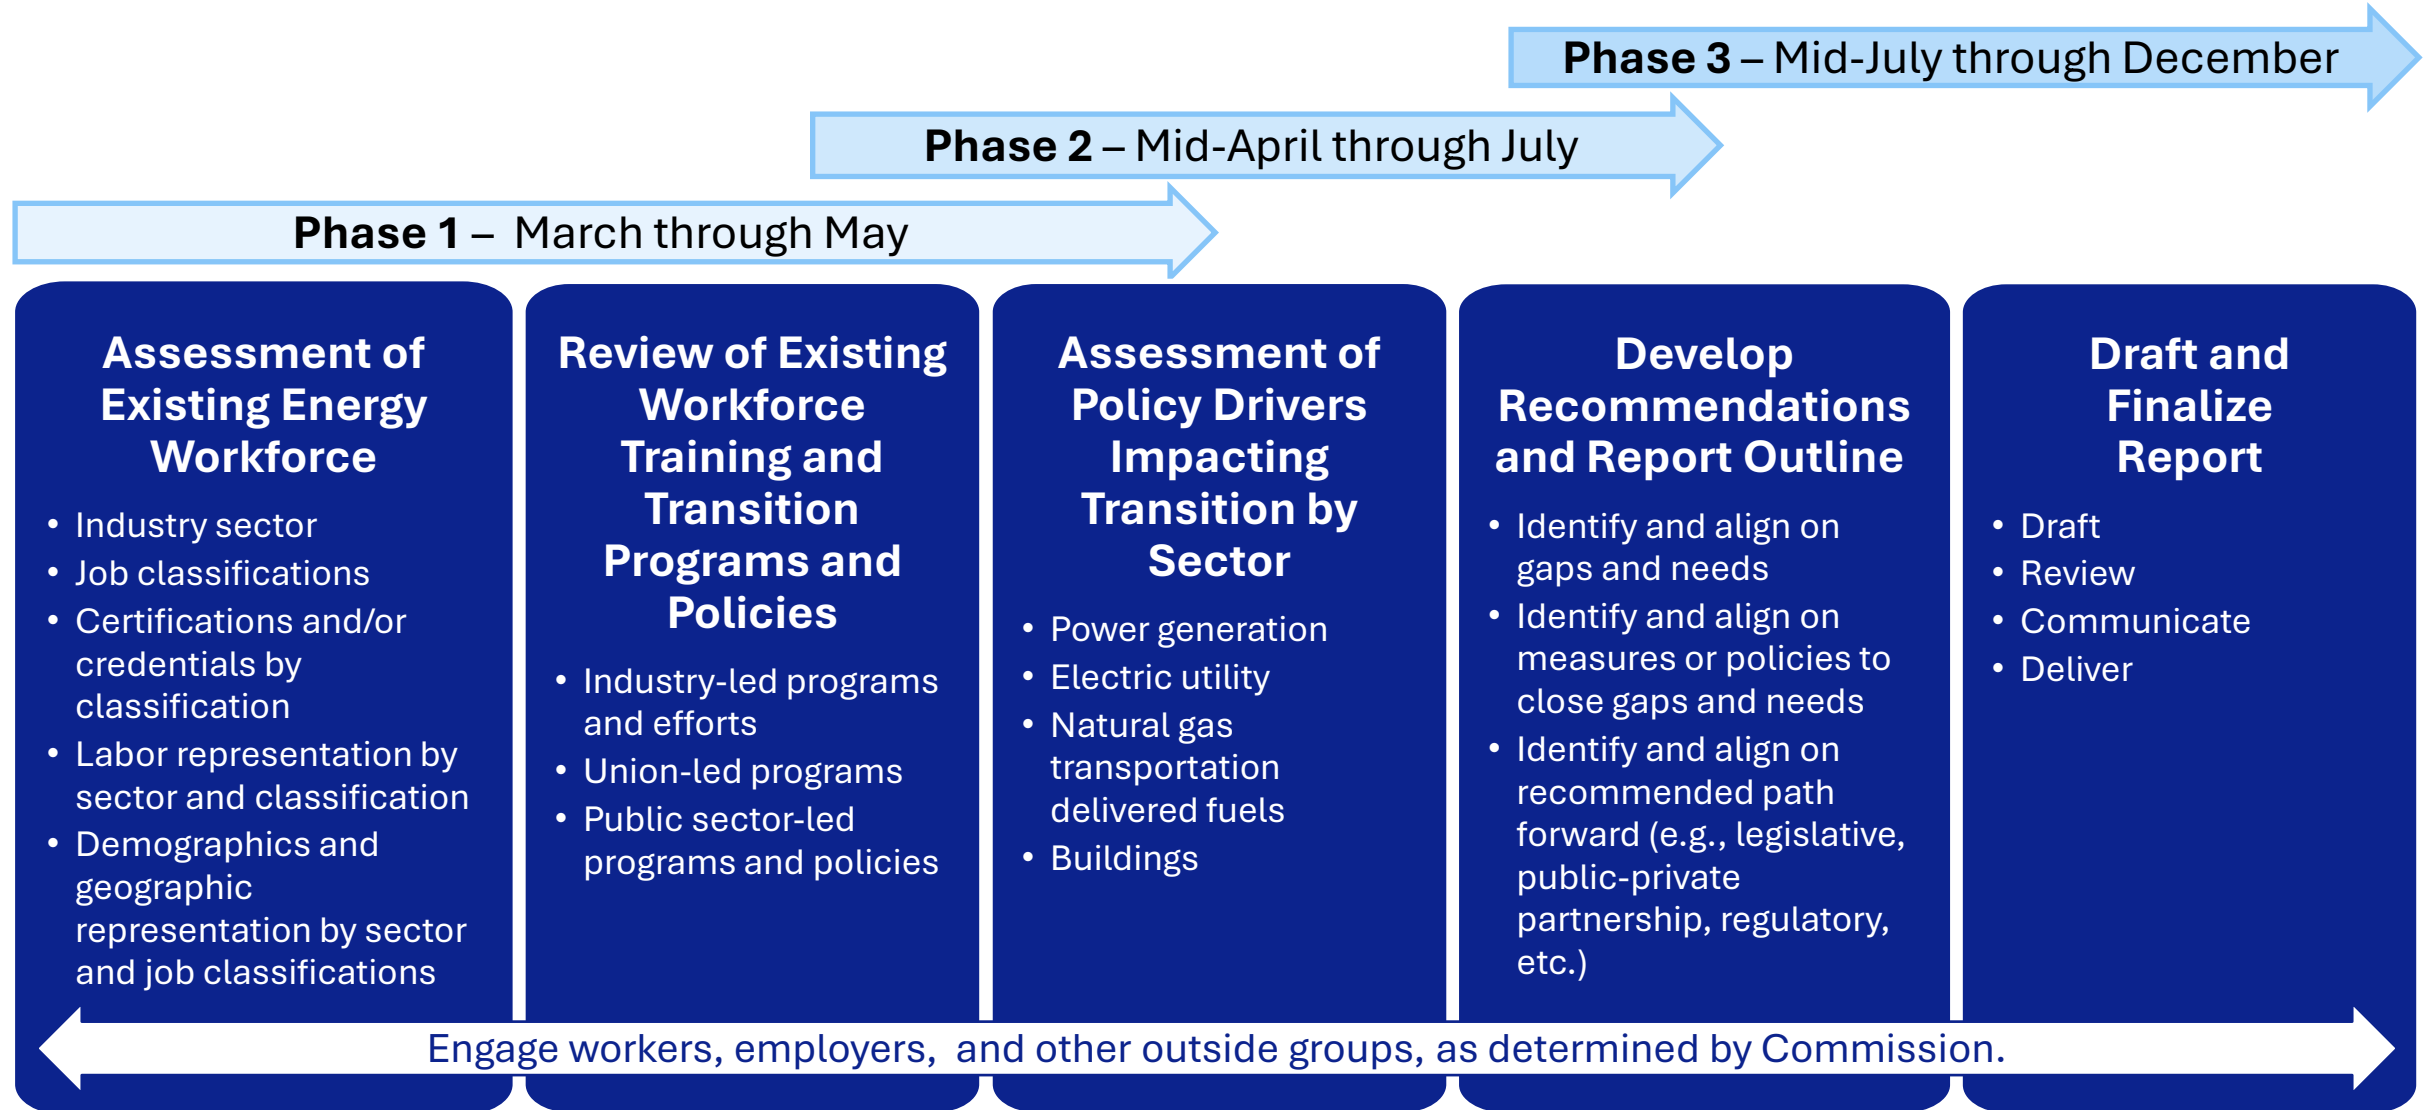 Phase 3 – Mid-July through December
Phase 2 – Mid-April through July
Phase 1 – March through May
Assessment of
Existing Energy
Workforce
• Industry sector
• Job classifications
• Certifications and/or
credentials by
classification
• Labor representation by
sector and classification
• Demographics and
geographic
representation by sector
and job classifications
Review of Existing
Workforce
Training and
Transition
Programs and
Policies
• Industry-led programs
and efforts
• Union-led programs
• Public sector-led
programs and policies
Assessment of
Policy Drivers
Impacting
Transition by
Sector
• Power generation
• Electric utility
• Natural gas
transportation
delivered fuels
• Buildings
Develop
Recommendations
and Report Outline
• Identify and align on
gaps and needs
• Identify and align on
measures or policies to
close gaps and needs
• Identify and align on
recommended path
forward (e.g., legislative,
public-private
partnership, regulatory,
etc.)
Draft and
Finalize
Report
• Draft
• Review
• Communicate
• Deliver
Engage workers, employers, and other outside groups, as determined by Commission.